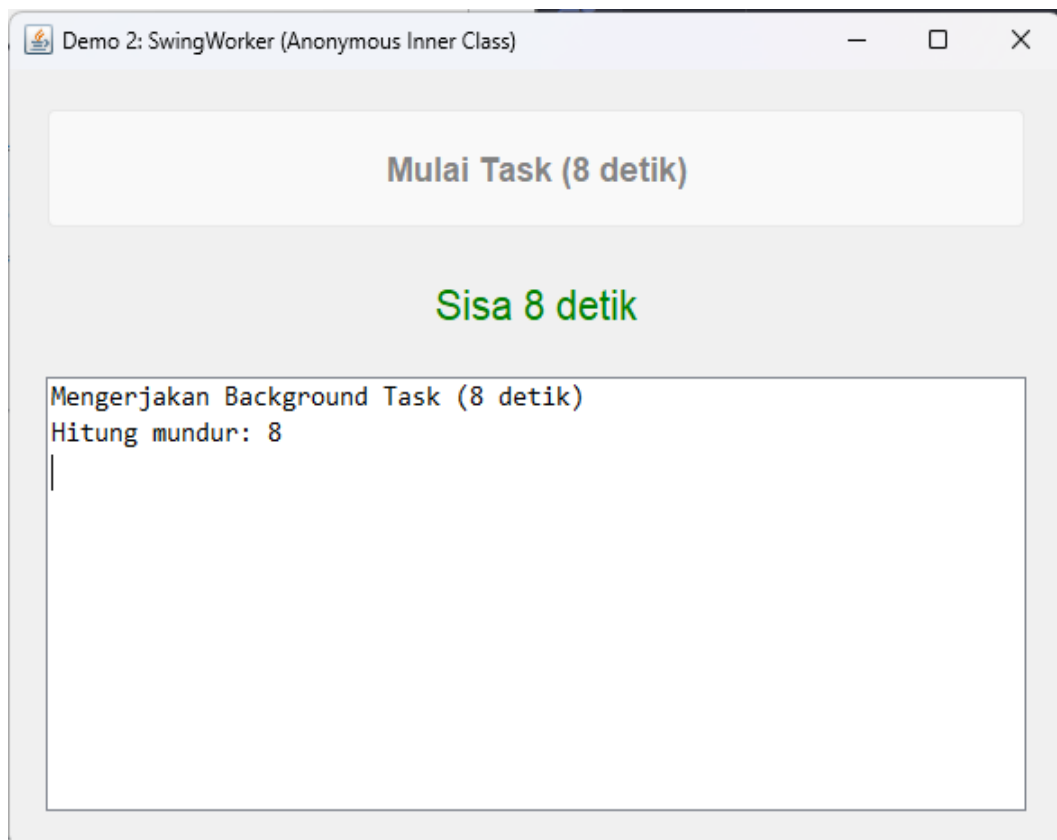 Demo 2: SwingWorker (Anonymous Inner Class)
Mulai Task (8 detik)
Sisa 8 detik
Mengerjakan Background Task (8 detik)
Hitung mundur: 8